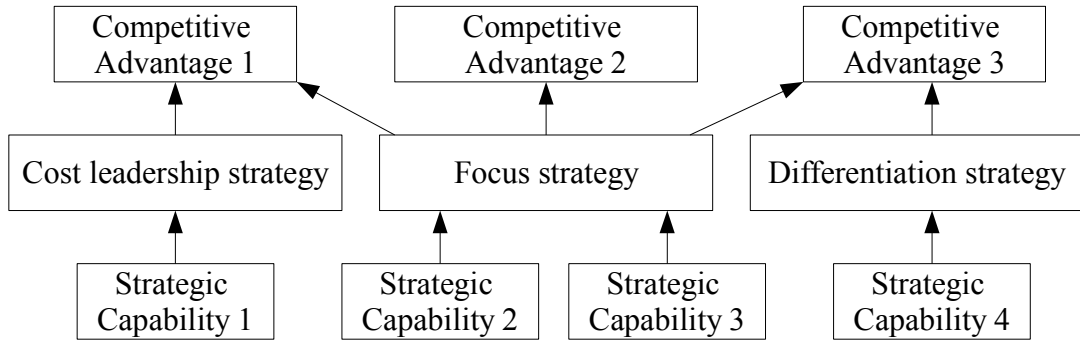 Competitive
Advantage 1
Competitive
Advantage 2
Competitive
Advantage 3
Cost leadership strategy
Focus strategy
Differentiation strategy
Strategic
Capability 1
Strategic
Capability 2
Strategic
Capability 3
Strategic
Capability 4